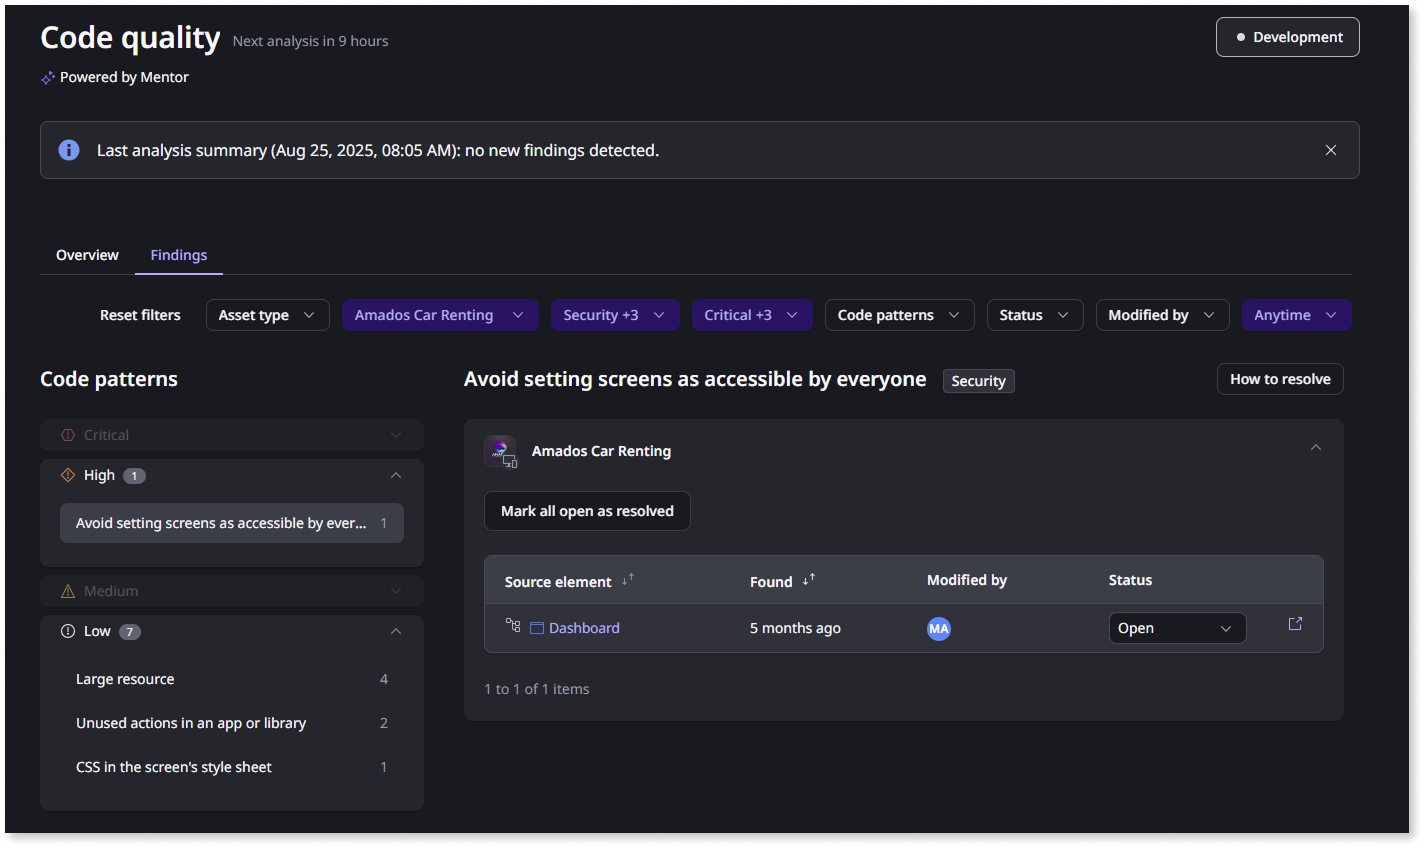 Code quality Next analysis in 9 hours
Development
Powered by Mentor
Last analysis summary (Aug 25, 2025, 08:05 AM): no new findings detected.
Overview Findings
Reset filters Asset type Amados Car Renting Security +3 Critical +3 Code patterns Status Modified by Anytime
Code patterns
Critical
High 1
Avoid setting screens as accessible by ever... 1
Medium
Low 7
Large resource 4
Unused actions in an app or library 2
CSS in the screen's style sheet 1
Avoid setting screens as accessible by everyone Security How to resolve
Amados Car Renting
Mark all open as resolved
Source element Found Modified by Status
Dashboard 5 months ago MA Open
1 to 1 of 1 items